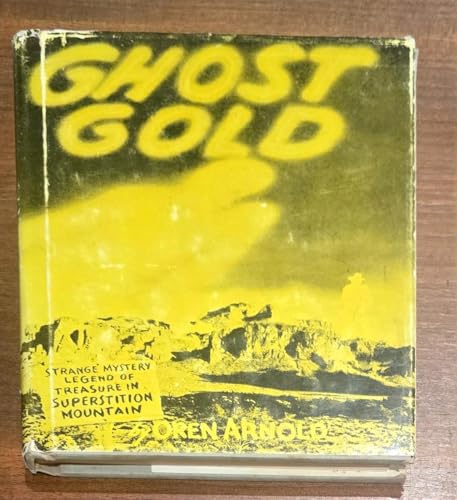 GHOST
GOLD
STRANGE MYSTERY
LEGEND OF
TREASURE IN
SUPERSTITION
MOUNTAIN
OREN ARNOLD